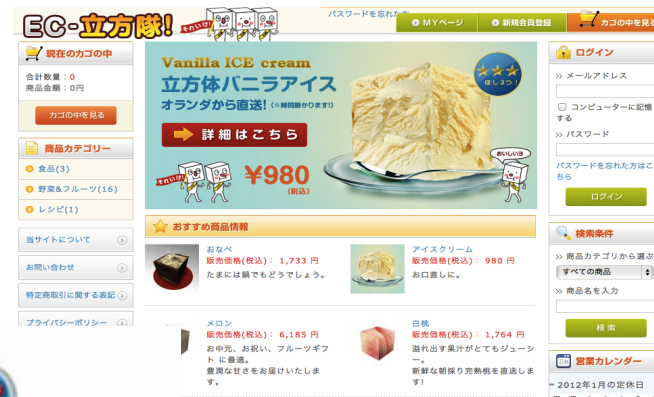 EC-立方隊!
それいけ!
パスワードを忘れた方
MYページ
新規会員登録
カゴの中を見る
現在のカゴの中
合計数量：0
商品金額：0円
カゴの中を見る
商品カテゴリー
食品(3)
野菜&フルーツ(16)
レシピ(1)
当サイトについて
お問い合わせ
特定商取引に関する表記
プライバシーポリシー
Vanilla ICE cream
立方体バニラアイス
オランダから直送! (※時間掛かります!)
ほし3つ!
詳細はこちら
それいけ!
¥980
(税込)
おいしいヨ
おすすめ商品情報
おなべ
販売価格(税込)： 1,733 円
たまには鍋でもどうでしょう。
アイスクリーム
販売価格(税込)： 980 円
お口直しに。
メロン
販売価格(税込)： 6,185 円
お中元、お祝い、フルーツギフ
ト に最適。
豊潤な甘さをお届けいたしま
す。
白桃
販売価格(税込)： 1,764 円
溢れ出す果汁がとてもジューシ
ー。
新鮮な朝採り完熟桃を直送しま
す!
ログイン
>> メールアドレス
コンピューターに記憶
する
>> パスワード
パスワードを忘れた方はこ
ちら
ログイン
検索条件
>> 商品カテゴリから選ぶ
すべての商品
>> 商品名を入力
検索
営業カレンダー
2012年1月の定休日